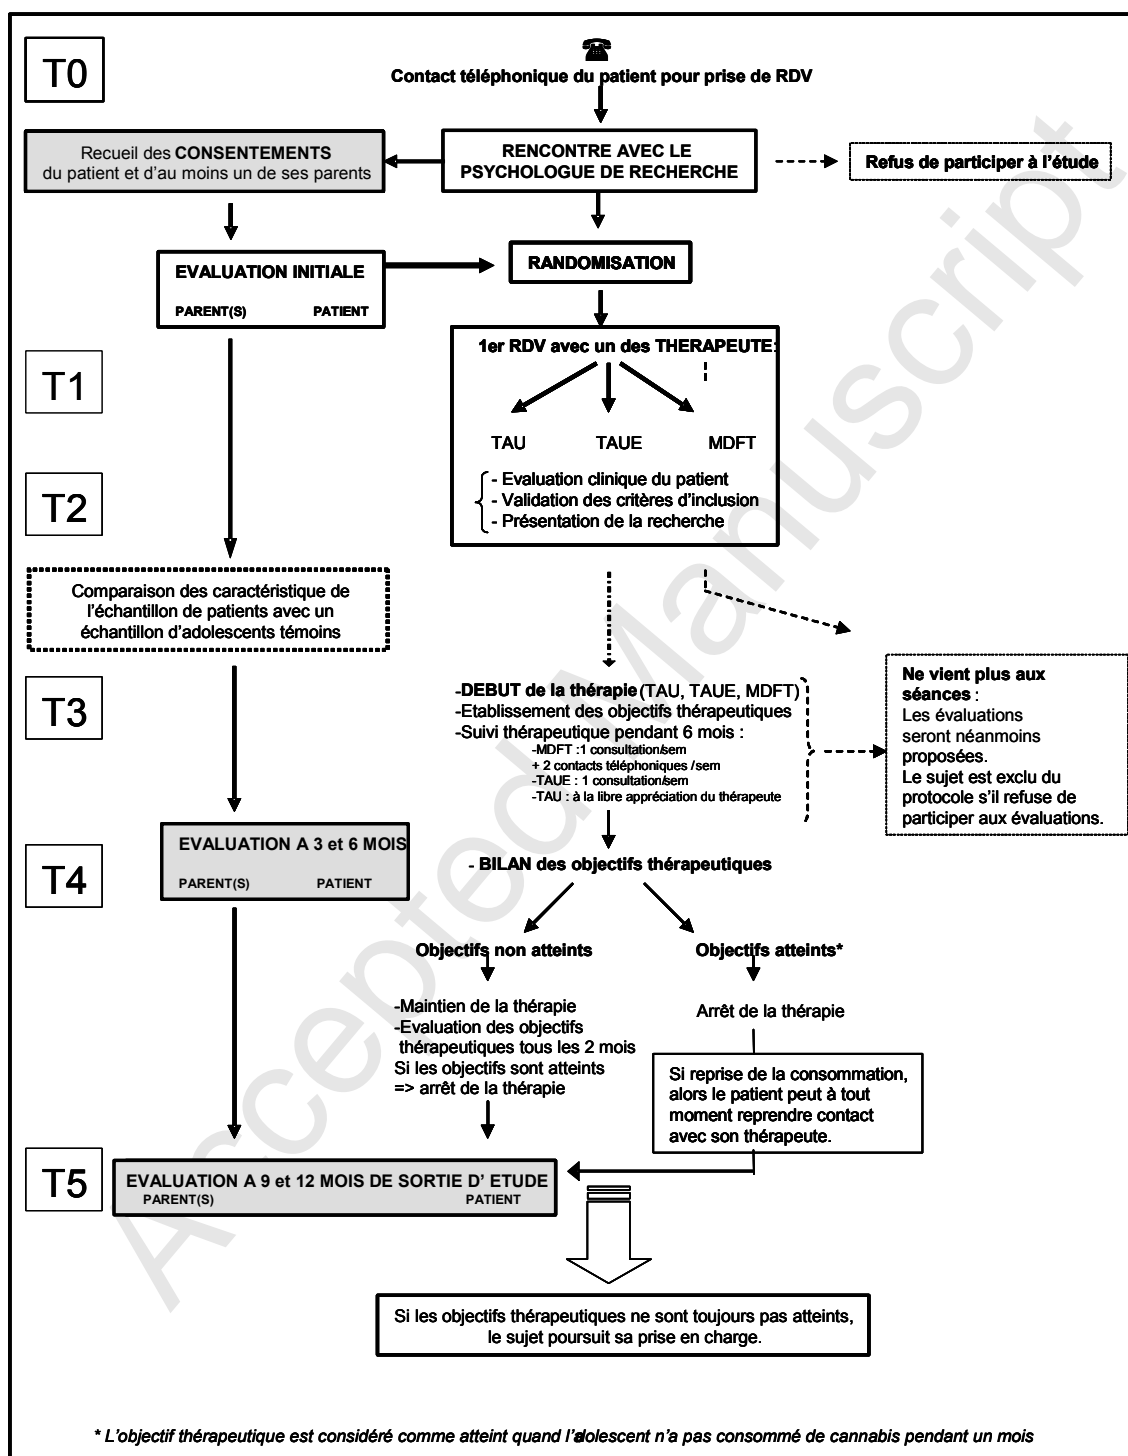 T0
Contact téléphonique du patient pour prise de RDV
Recueil des CONSENTEMENTS
du patient et d'au moins un de ses parents
RENCONTRE AVEC LE
PSYCHOLOGUE DE RECHERCHE
Refus de participer à l'étude
EVALUATION INITIALE
PARENT(S) PATIENT
RANDOMISATION
T1
1er RDV avec un des THERAPEUTE:
TAU TAUE MDFT
T2
- Evaluation clinique du patient
- Validation des critères d'inclusion
- Présentation de la recherche
Comparaison des caractéristique de
l'échantillon de patients avec un
échantillon d'adolescents témoins
T3
-DEBUT de la thérapie (TAU, TAUE, MDFT)
-Etablissement des objectifs thérapeutiques
-Suivi thérapeutique pendant 6 mois :
-MDFT :1 consultation/sem
+ 2 contacts téléphoniques /sem
-TAUE : 1 consultation/sem
-TAU : à la libre appréciation du thérapeute
Ne vient plus aux
séances :
Les évaluations
seront néanmoins
proposées.
Le sujet est exclu du
protocole s'il refuse de
participer aux évaluations.
T4
EVALUATION A 3 et 6 MOIS
PARENT(S) PATIENT
- BILAN des objectifs thérapeutiques
Objectifs non atteints
Objectifs atteints*
-Maintien de la thérapie
-Evaluation des objectifs
thérapeutiques tous les 2 mois
Si les objectifs sont atteints
=> arrêt de la thérapie
Arrêt de la thérapie
Si reprise de la consommation,
alors le patient peut à tout
moment reprendre contact
avec son thérapeute.
T5
EVALUATION A 9 et 12 MOIS DE SORTIE D' ETUDE
PARENT(S) PATIENT
Si les objectifs thérapeutiques ne sont toujours pas atteints,
le sujet poursuit sa prise en charge.
* L'objectif thérapeutique est considéré comme atteint quand l'adolescent n'a pas consommé de cannabis pendant un mois
Accepted Manuscript